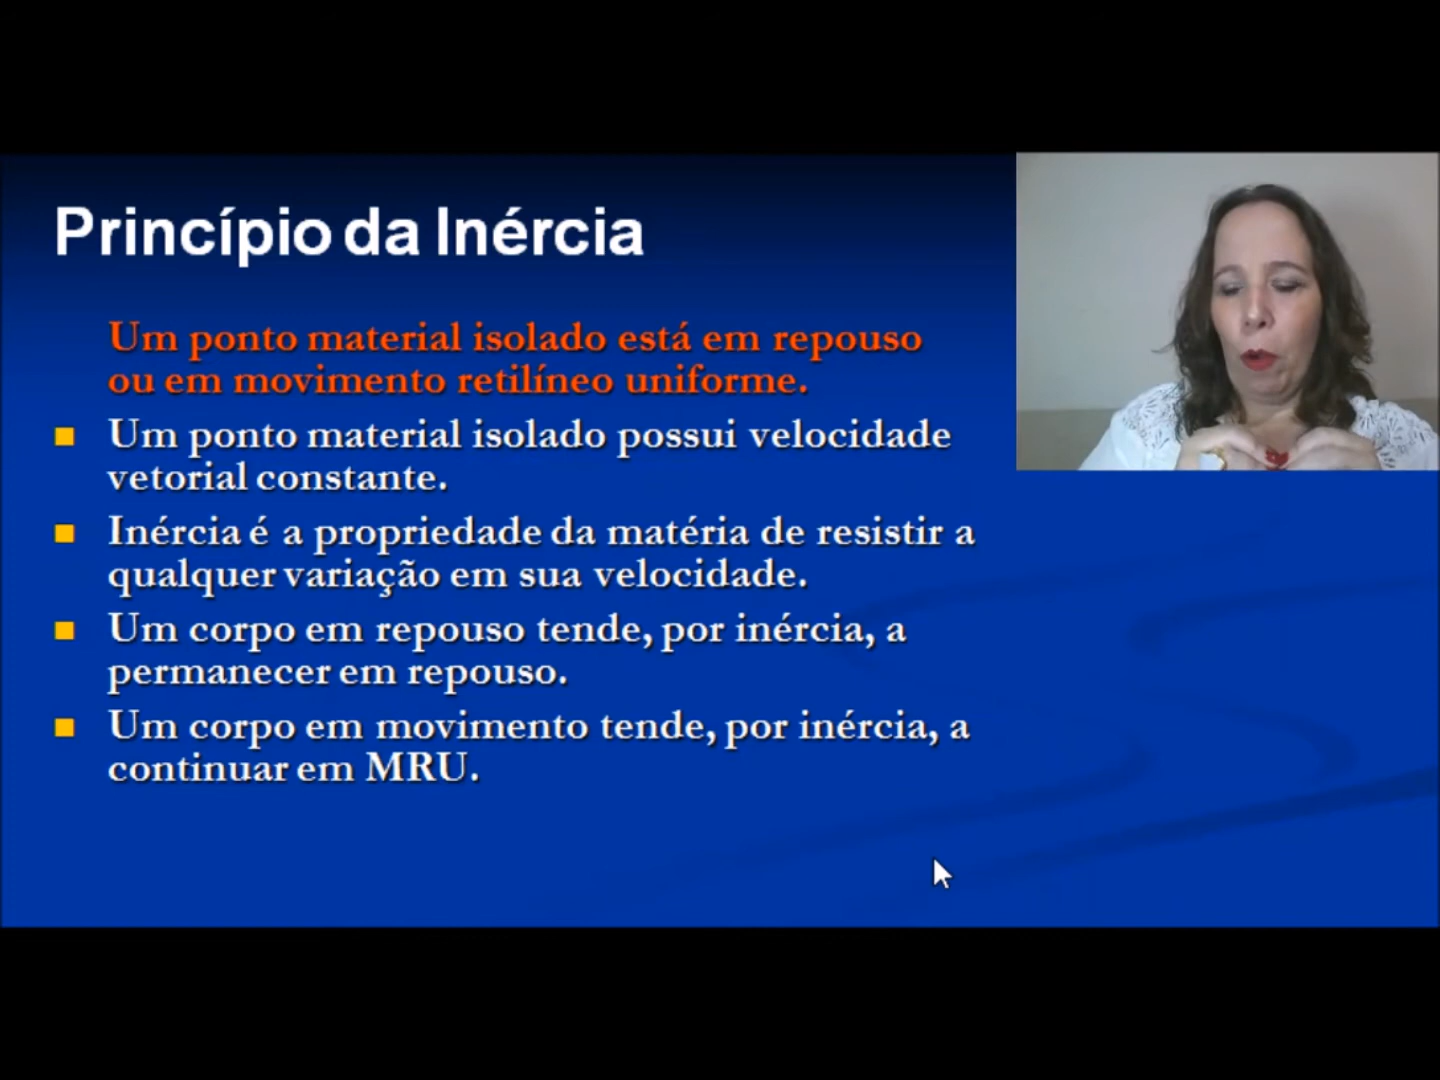 Princípio da Inércia
Um ponto material isolado está em repouso
ou em movimento retilíneo uniforme.
Um ponto material isolado possui velocidade
vetorial constante.
Inércia é a propriedade da matéria de resistir a
qualquer variação em sua velocidade.
Um corpo em repouso tende, por inércia, a
permanecer em repouso.
Um corpo em movimento tende, por inércia, a
continuar em MRU.